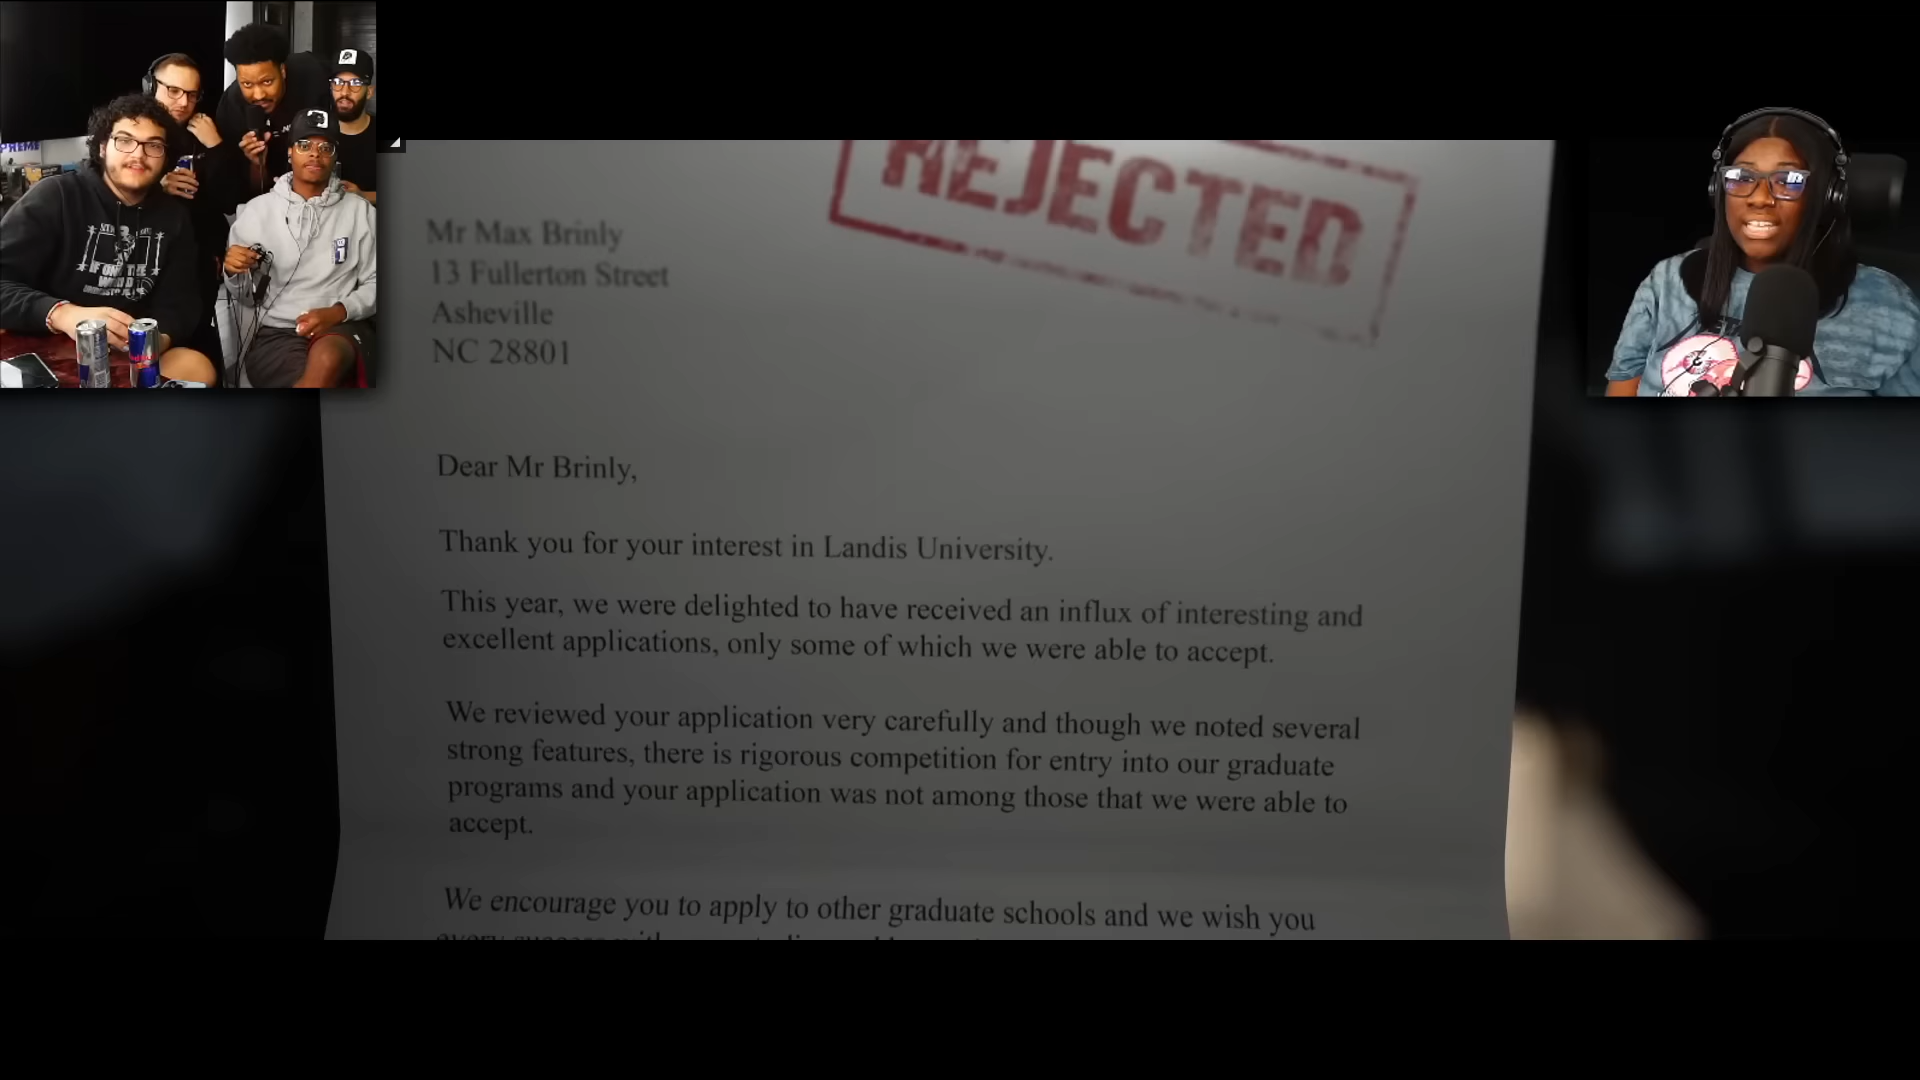 REJECTED
Mr Max Brinly
13 Fullerton Street
Asheville
NC 28801
Dear Mr Brinly,
Thank you for your interest in Landis University.
This year, we were delighted to have received an influx of interesting and
excellent applications, only some of which we were able to accept.
We reviewed your application very carefully and though we noted several
strong features, there is rigorous competition for entry into our graduate
programs and your application was not among those that we were able to
accept.
We encourage you to apply to other graduate schools and we wish you